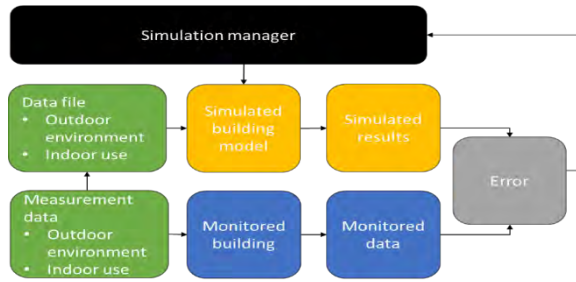 Simulation manager
Data file
• Outdoor
environment
• Indoor use
Simulated
building
model
Simulated
results
Error
Measurement
data
• Outdoor
environment
• Indoor use
Monitored
building
Monitored
data